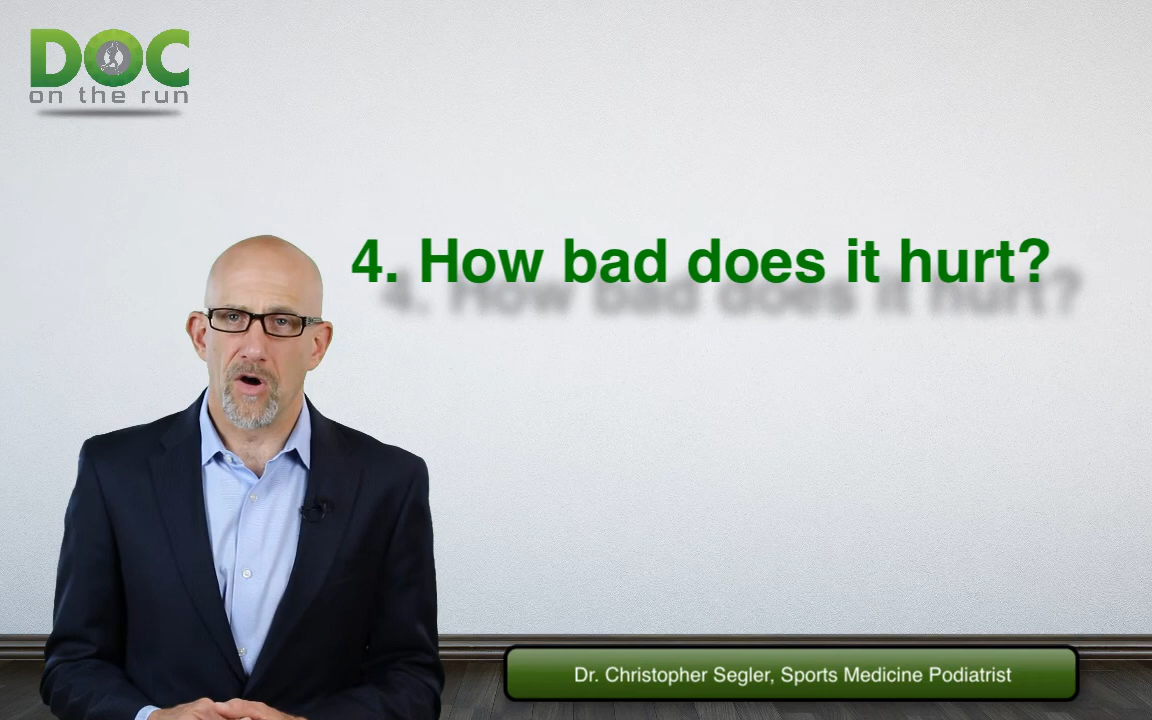 DOC
on the run
4. How bad does it hurt?
Dr. Christopher Segler, Sports Medicine Podiatrist